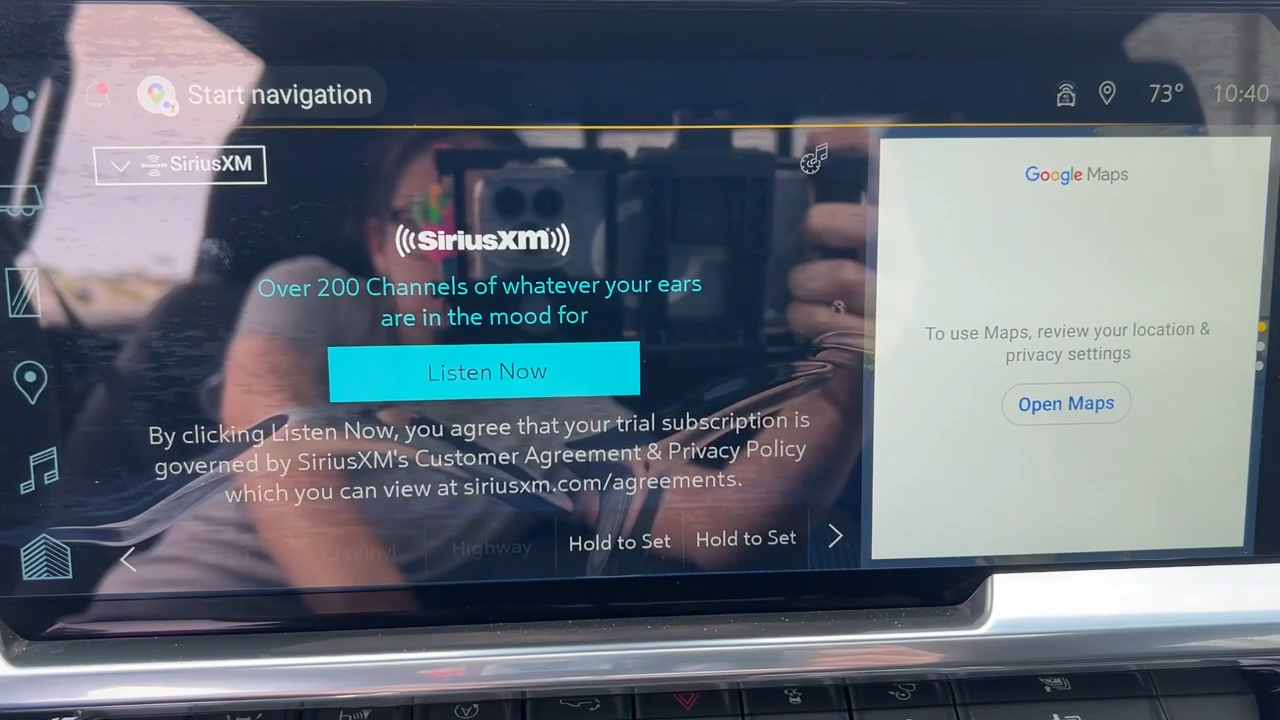 Start navigation
73° 10:40
SiriusXM
Google Maps
((SiriusXM))
Over 200 Channels of whatever your ears
are in the mood for
Listen Now
To use Maps, review your location &
privacy settings
Open Maps
By clicking Listen Now, you agree that your trial subscription is
governed by SiriusXM's Customer Agreement & Privacy Policy
which you can view at siriusxm.com/agreements.
Highway Hold to Set Hold to Set